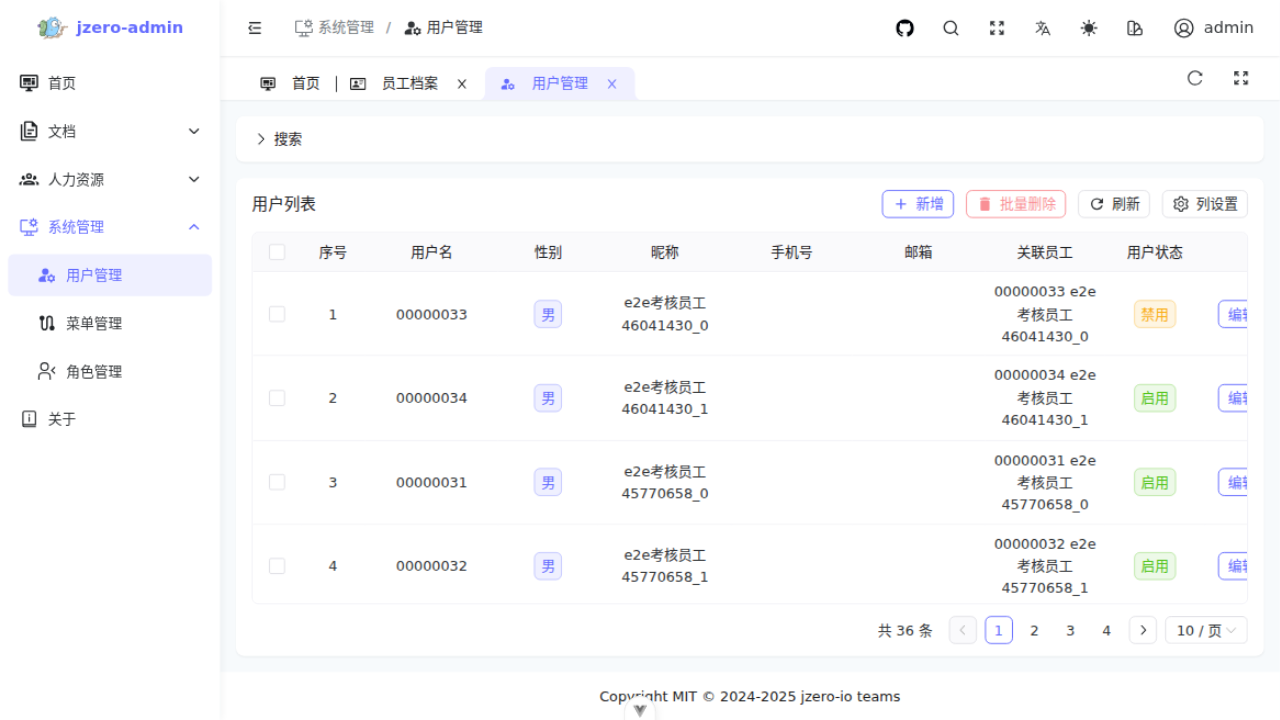 jzero-admin
系统管理 / 用户管理
admin
首页
员工档案
用户管理
首页
文档
人力资源
系统管理
用户管理
菜单管理
角色管理
关于
搜索
用户列表
新增
批量删除
刷新
列设置
序号 用户名 性别 昵称 手机号 邮箱 关联员工 用户状态
1 00000033 男 e2e考核员工
46041430_0
00000033 e2e
考核员工
46041430_0
禁用
2 00000034 男 e2e考核员工
46041430_1
00000034 e2e
考核员工
46041430_1
启用
3 00000031 男 e2e考核员工
45770658_0
00000031 e2e
考核员工
45770658_0
启用
4 00000032 男 e2e考核员工
45770658_1
00000032 e2e
考核员工
45770658_1
启用
共 36 条 1 2 3 4 10 / 页
Copyright MIT © 2024-2025 jzero-io teams